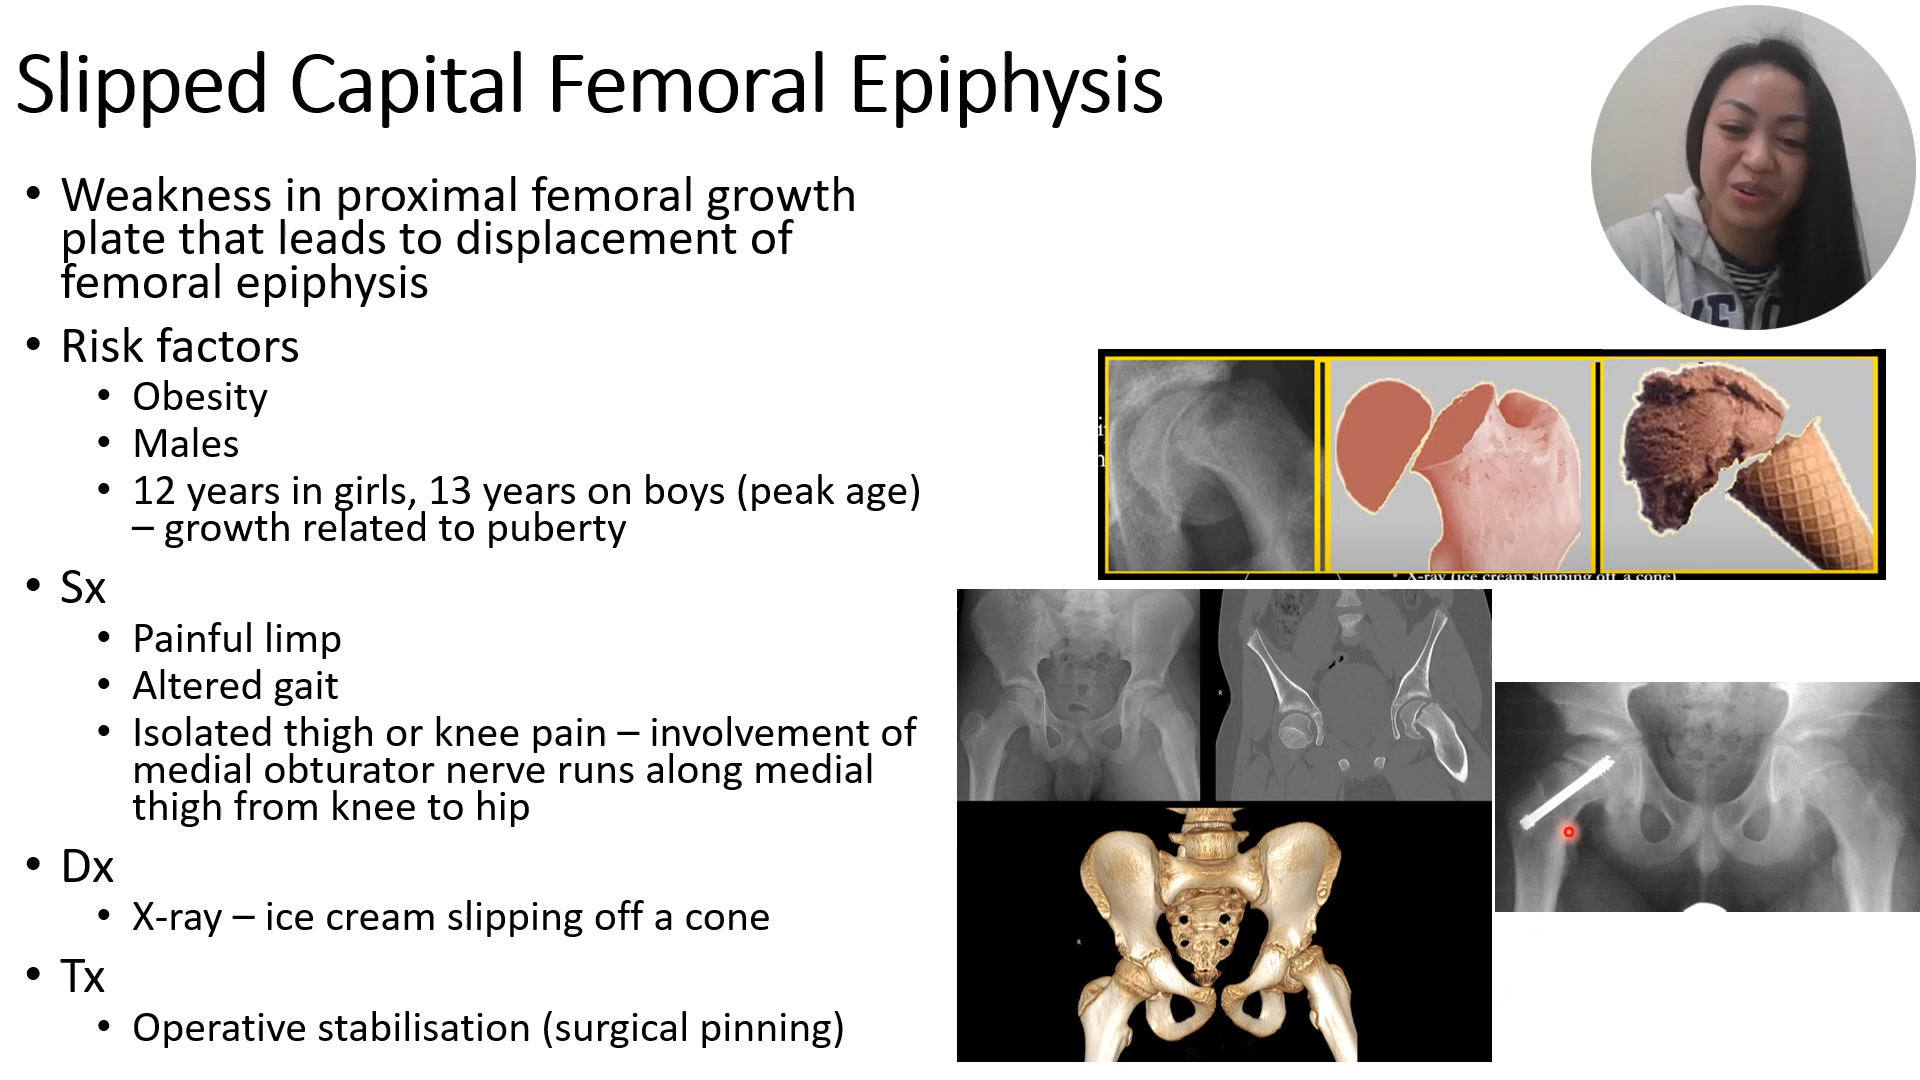 Slipped Capital Femoral Epiphysis
• Weakness in proximal femoral growth
plate that leads to displacement of
femoral epiphysis
• Risk factors
• Obesity
• Males
• 12 years in girls, 13 years on boys (peak age)
– growth related to puberty
• Sx
• Painful limp
• Altered gait
• Isolated thigh or knee pain – involvement of
medial obturator nerve runs along medial
thigh from knee to hip
• Dx
• X-ray – ice cream slipping off a cone
• Tx
• Operative stabilisation (surgical pinning)
• X-ray (ice cream slipping off a cone)
R
R